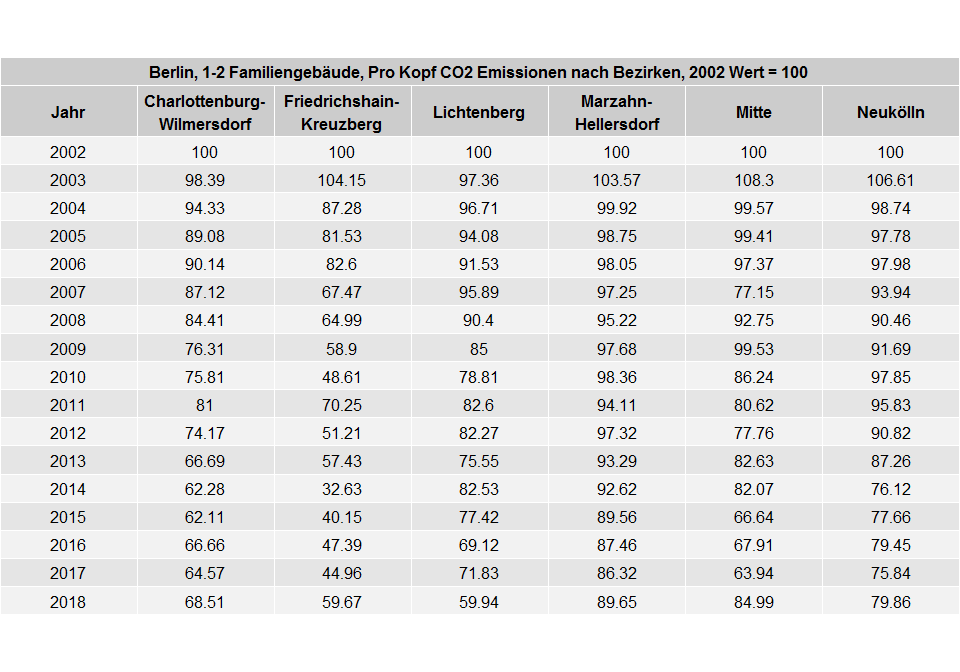 Berlin, 1-2 Familiengebäude, Pro Kopf CO2 Emissionen nach Bezirken, 2002 Wert = 100
Jahr Charlottenburg- Friedrichshain- Lichtenberg Marzahn- Mitte Neukölln
Wilmersdorf Kreuzberg Hellersdorf
2002 100 100 100 100 100 100
2003 98.39 104.15 97.36 103.57 108.3 106.61
2004 94.33 87.28 96.71 99.92 99.57 98.74
2005 89.08 81.53 94.08 98.75 99.41 97.78
2006 90.14 82.6 91.53 98.05 97.37 97.98
2007 87.12 67.47 95.89 97.25 77.15 93.94
2008 84.41 64.99 90.4 95.22 92.75 90.46
2009 76.31 58.9 85 97.68 99.53 91.69
2010 75.81 48.61 78.81 98.36 86.24 97.85
2011 81 70.25 82.6 94.11 80.62 95.83
2012 74.17 51.21 82.27 97.32 77.76 90.82
2013 66.69 57.43 75.55 93.29 82.63 87.26
2014 62.28 32.63 82.53 92.62 82.07 76.12
2015 62.11 40.15 77.42 89.56 66.64 77.66
2016 66.66 47.39 69.12 87.46 67.91 79.45
2017 64.57 44.96 71.83 86.32 63.94 75.84
2018 68.51 59.67 59.94 89.65 84.99 79.86